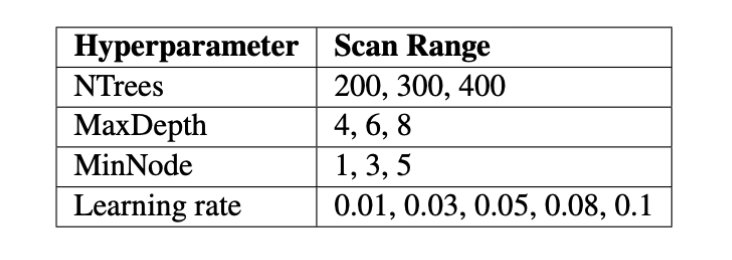 Hyperparameter Scan Range
NTrees 200, 300, 400
MaxDepth 4, 6, 8
MinNode 1, 3, 5
Learning rate 0.01, 0.03, 0.05, 0.08, 0.1